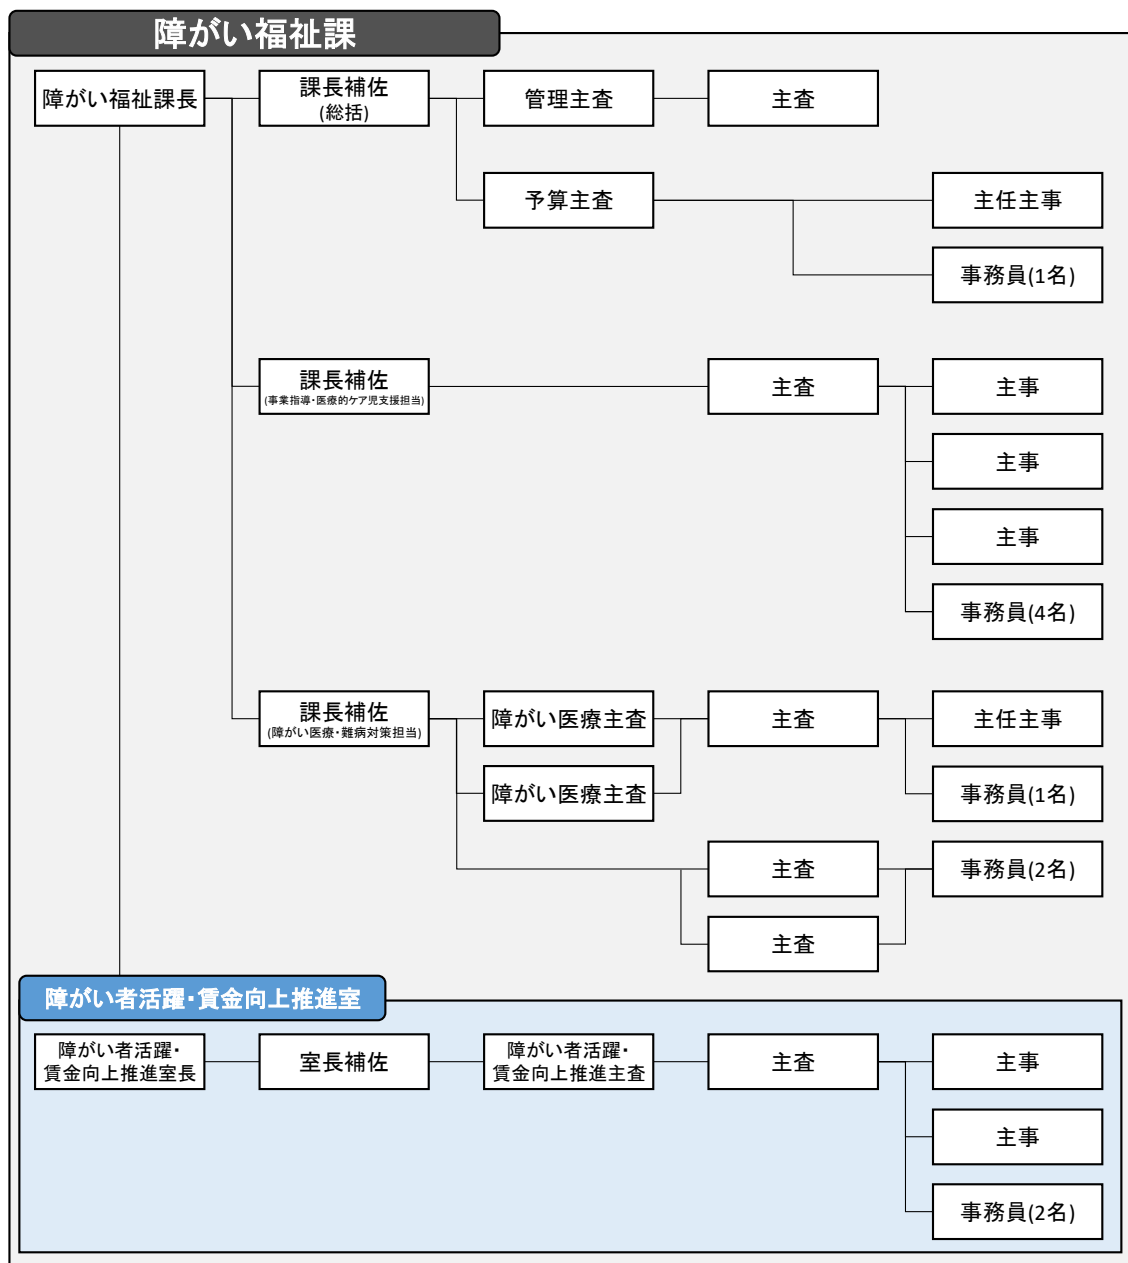 障がい福祉課
障がい福祉課長
課長補佐
(総括)
管理主査
主査
予算主査
主任主事
事務員(1名)
課長補佐
(事業指導・医療的ケア児支援担当)
主査
主事
主事
主事
事務員(4名)
課長補佐
(障がい医療・難病対策担当)
障がい医療主査
主査
主任主事
障がい医療主査
事務員(1名)
主査
事務員(2名)
主査
障がい者活躍・賃金向上推進室
障がい者活躍・
賃金向上推進室長
室長補佐
障がい者活躍・
賃金向上推進主査
主査
主事
主事
事務員(2名)